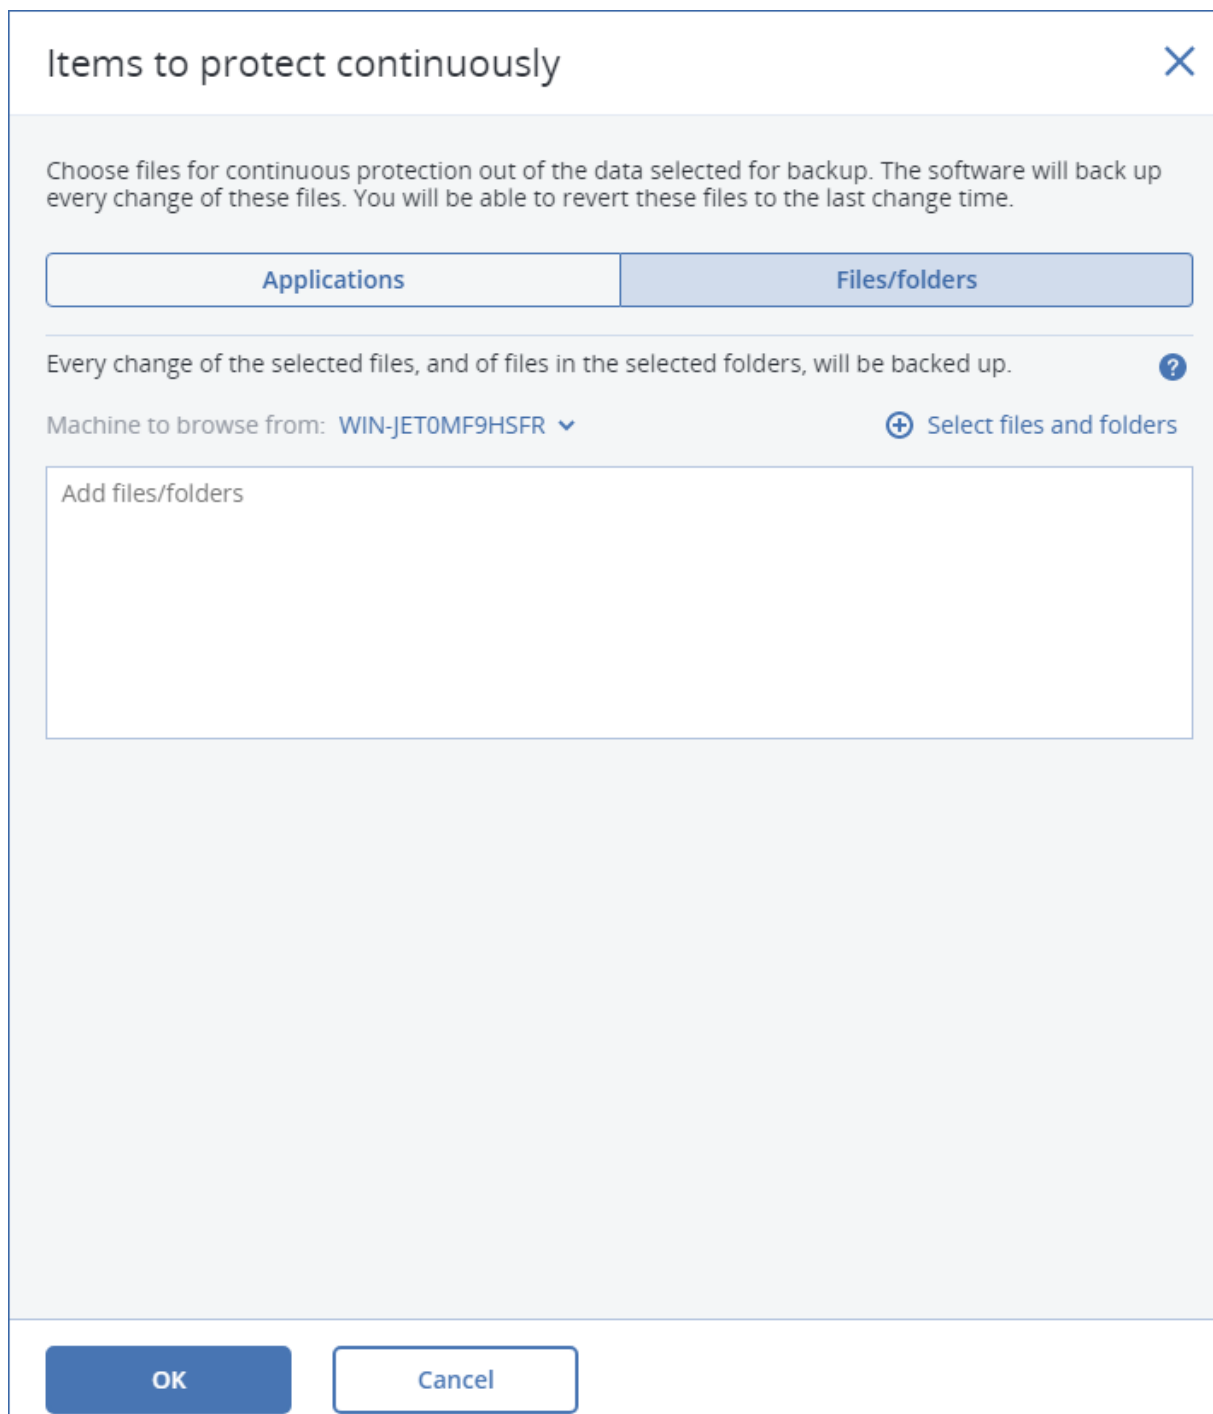 Items to protect continuously
Choose files for continuous protection out of the data selected for backup. The software will back up
every change of these files. You will be able to revert these files to the last change time.
Applications
Files/folders
Every change of the selected files, and of files in the selected folders, will be backed up.
?
Machine to browse from: WIN-JET0MF9HSFR
Select files and folders
Add files/folders
OK
Cancel